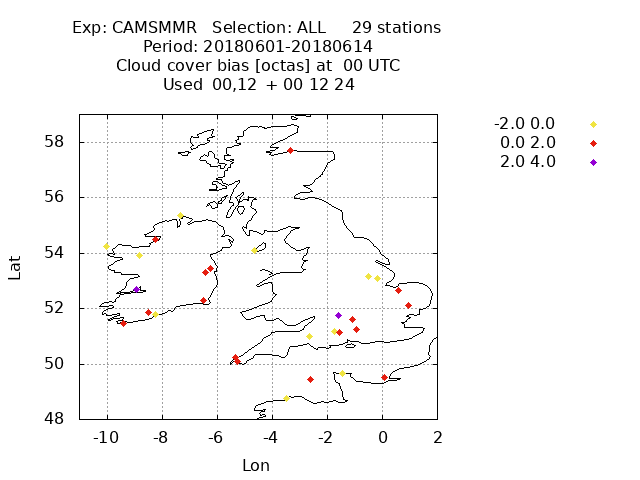 Exp: CAMSMMR Selection: ALL 29 stations
Period: 20180601-20180614
Cloud cover bias [octas] at 00 UTC
Used 00,12 + 00 12 24
-2.0 0.0
0.0 2.0
2.0 4.0
58
56
54
52
50
48
Lat
-10 -8 -6 -4 -2 0 2
Lon